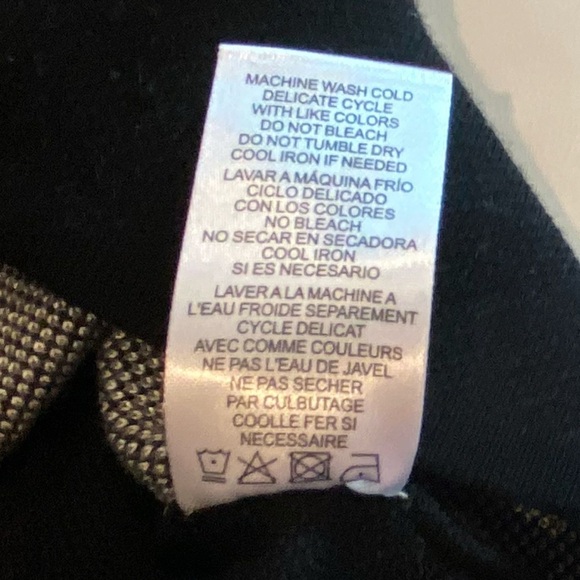 MACHINE WASH COLD
DELICATE CYCLE
WITH LIKE COLORS
DO NOT BLEACH
DO NOT TUMBLE DRY
COOL IRON IF NEEDED
LAVAR A MÁQUINA FRÍO
CICLO DELICADO
CON LOS COLORES
NO BLEACH
NO SECAR EN SECADORA
COOL IRON
SI ES NECESARIO
LAVER A LA MACHINE A
L'EAU FROIDE SEPAREMENT
CYCLE DELICAT
AVEC COMME COULEURS
NE PAS L'EAU DE JAVEL
NE PAS SECHER
PAR CULBUTAGE
COOLLE FER SI
NECESSAIRE